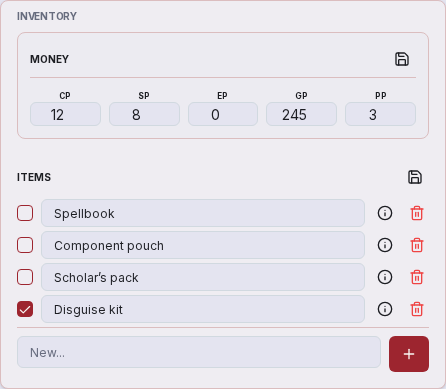 INVENTORY
MONEY
CP SP EP GP PP
12 8 0 245 3
ITEMS
Spellbook
Component pouch
Scholar’s pack
Disguise kit
New...
+